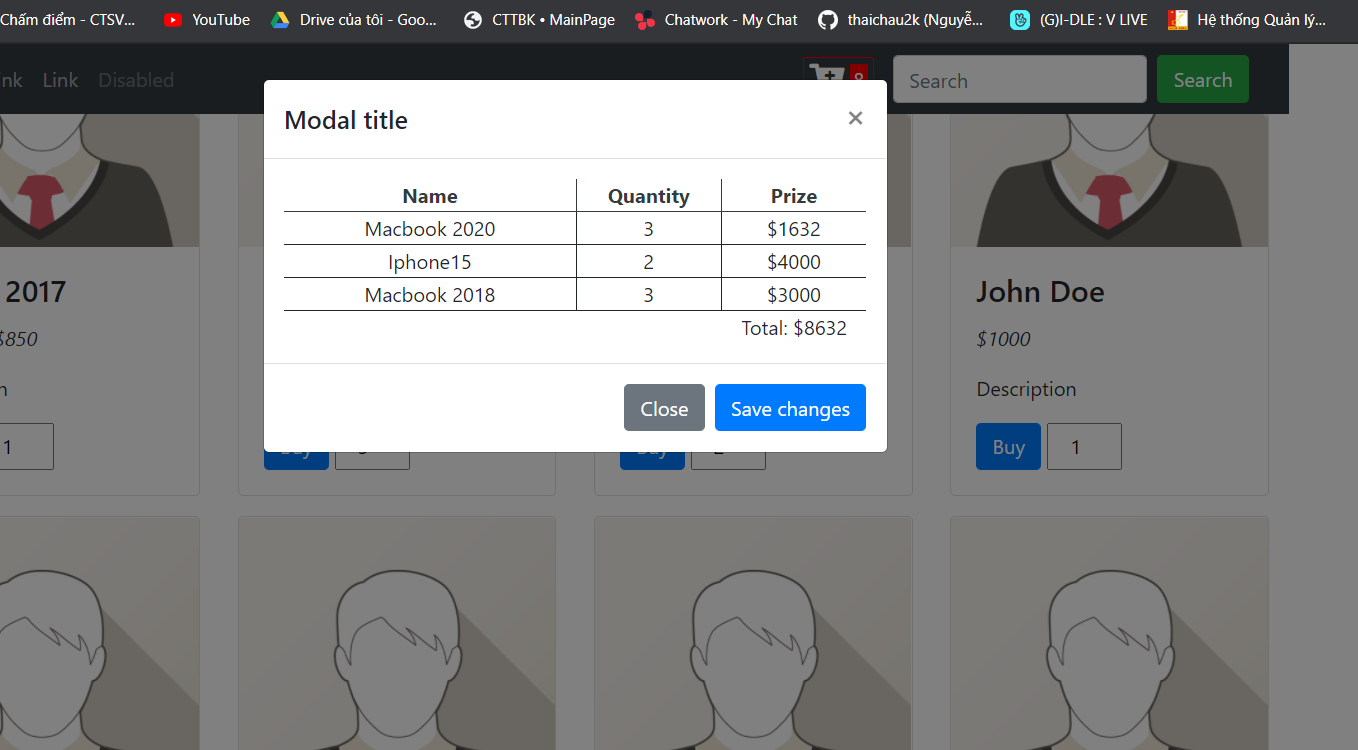 Chấm điểm - CTSV... YouTube Drive của tôi - Goo... CTTBK • MainPage Chatwork - My Chat thaichau2k (Nguyễ... (G)I-DLE : V LIVE Hệ thống Quản lý...
nk Link Disabled Search Search
Modal title ×
Name Quantity Prize
Macbook 2020 3 $1632
Iphone15 2 $4000
Macbook 2018 3 $3000
Total: $8632
Close Save changes
2017
$850
n
1
Buy
Buy
John Doe
$1000
Description
Buy 1